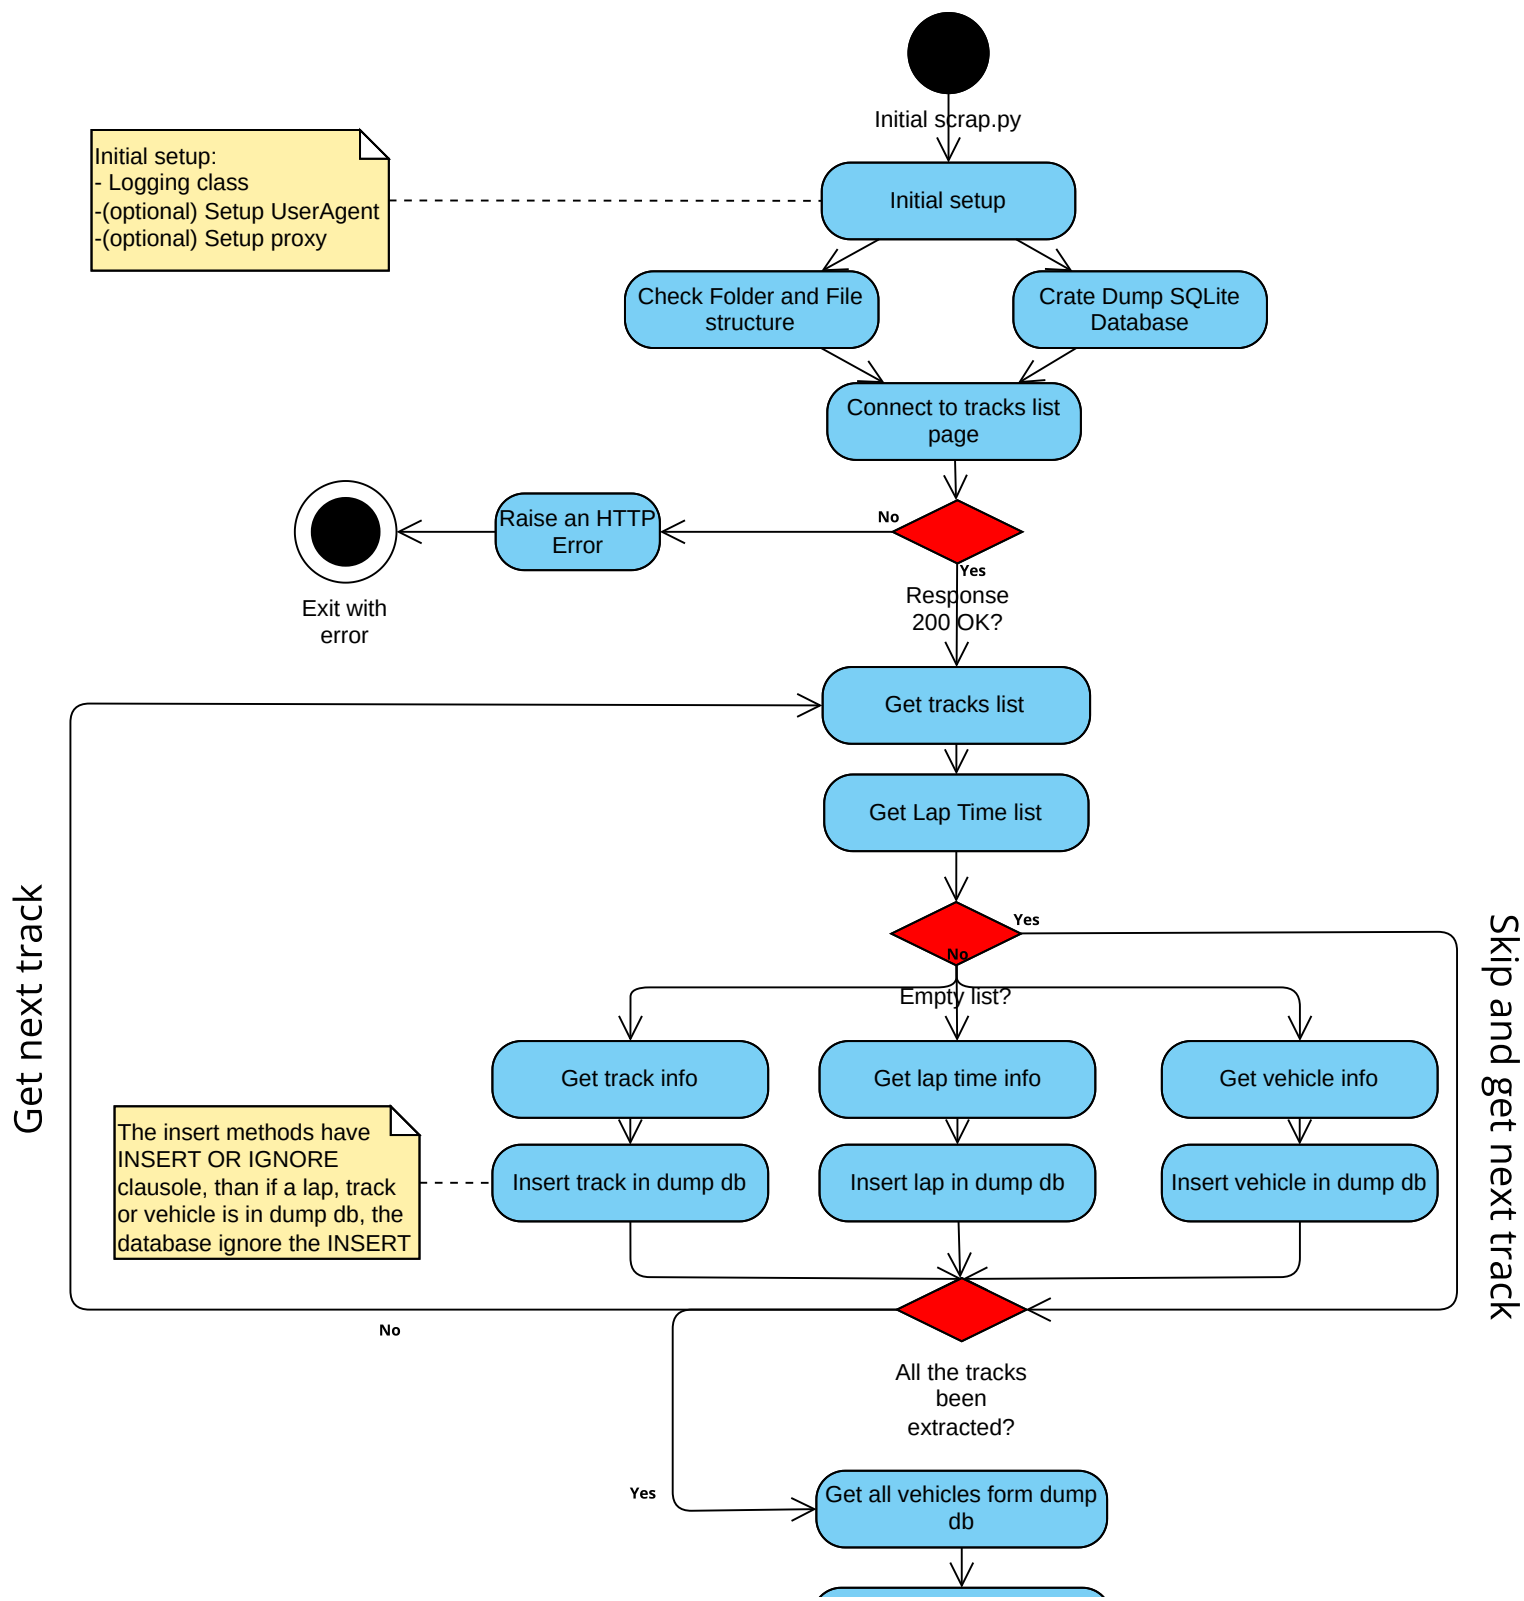 Initial scrap.py
Initial setup:
- Logging class
-(optional) Setup UserAgent
-(optional) Setup proxy
Initial setup
Check Folder and File
structure
Crate Dump SQLite
Database
Connect to tracks list
page
No
Raise an HTTP
Error
Yes
Response
200 OK?
Exit with
error
Get tracks list
Get Lap Time list
Get next track
Skip and get next track
Yes
No
Empty list?
Get track info
Get lap time info
Get vehicle info
The insert methods have
INSERT OR IGNORE
clausole, than if a lap, track
or vehicle is in dump db, the
database ignore the INSERT
Insert track in dump db
Insert lap in dump db
Insert vehicle in dump db
No
All the tracks
been
extracted?
Yes
Get all vehicles form dump
db